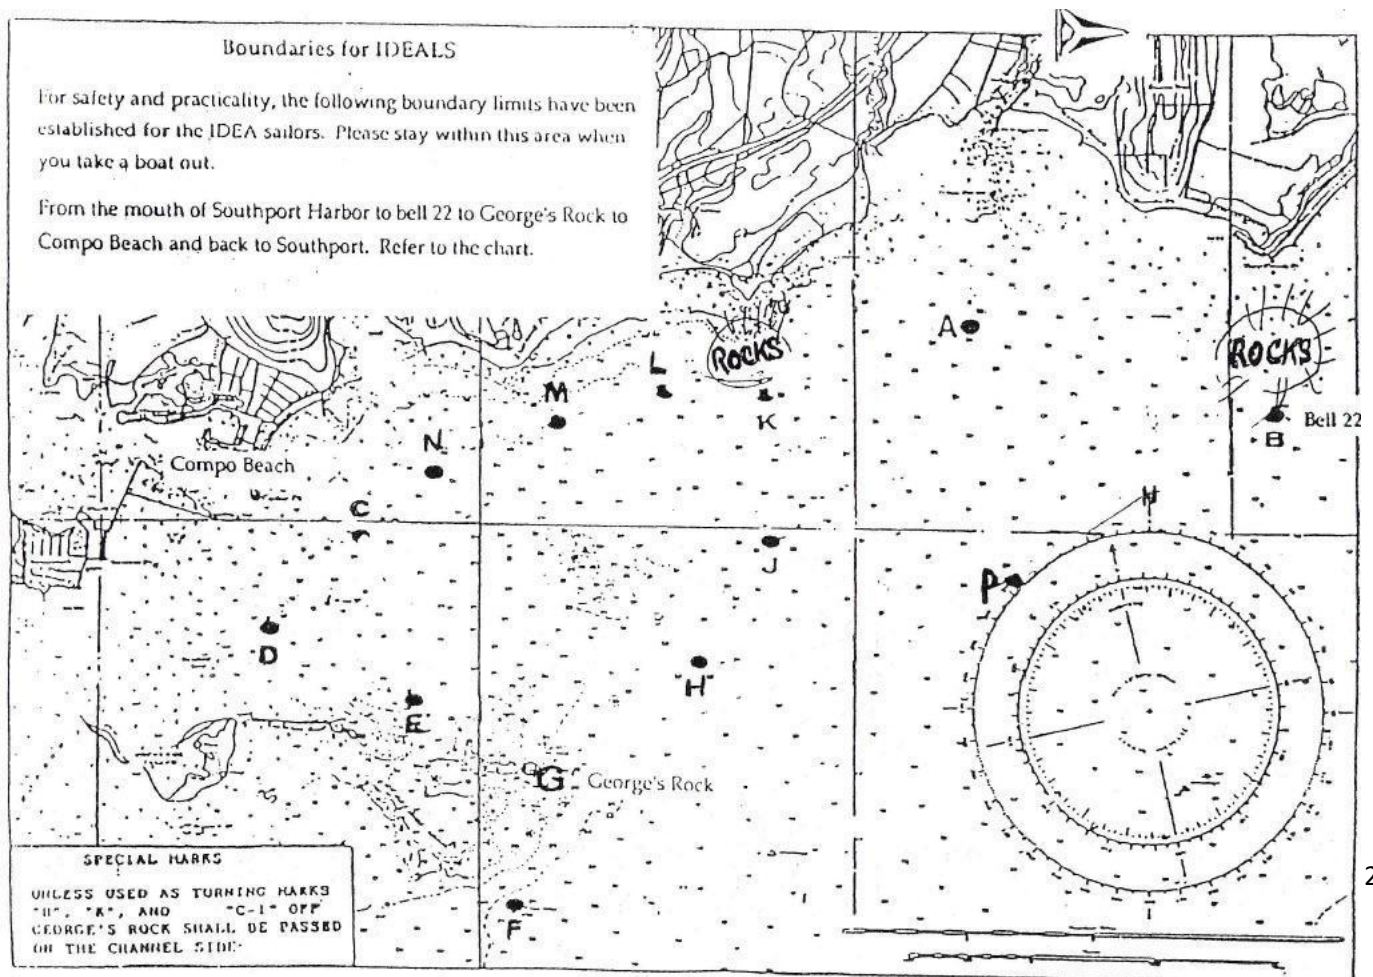 Boundaries for IDEALS
For safety and practicality, the following boundary limits have been
established for the IDEA sailors. Please stay within this area when
you take a boat out.
From the mouth of Southport Harbor to bell 22 to George's Rock to
Compo Beach and back to Southport. Refer to the chart.
ROCKS
A
ROCKS
L
M
K
Bell 22
B
N
Compo Beach
C
J
P
D
"H"
E
G George's Rock
F
SPECIAL MARKS
UNLESS USED AS TURNING MARKS
"K", AND "C-1" OFF
GEORGE'S ROCK SHALL BE PASSED
ON THE CHANNEL SIDE
2